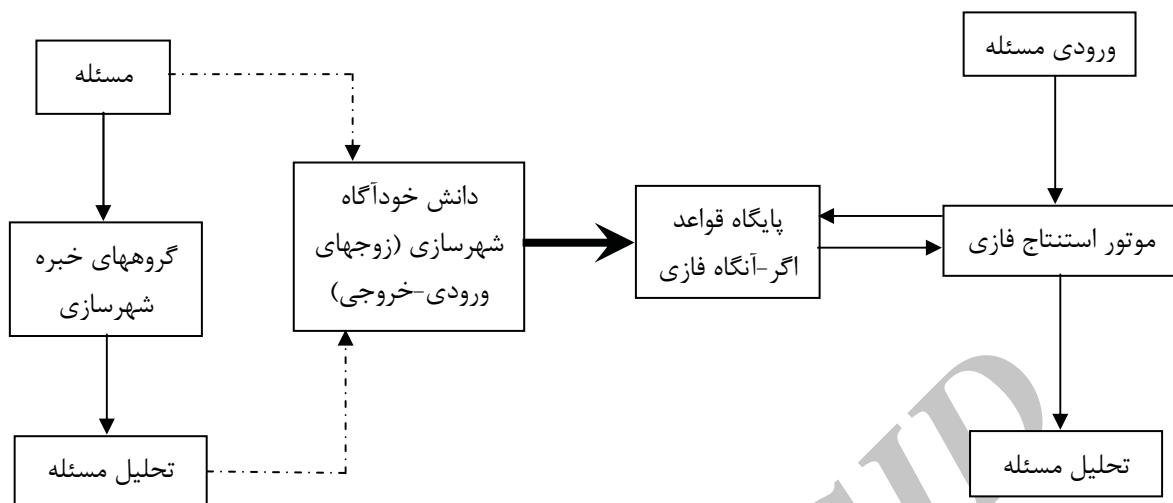 ورودی مسئله
مسئله
دانش خودآگاه
شهرسازی (زوجهای
ورودی-خروجی)
پایگاه قواعد
اگر-آنگاه فازی
موتور استنتاج فازی
گروههای خبره
شهرسازی
تحلیل مسئله
تحلیل مسئله